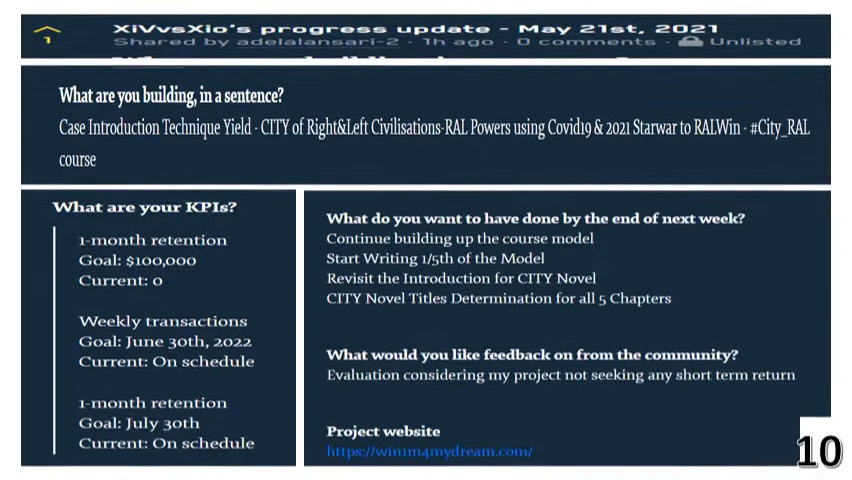 1
XiVvsXio's progress update - May 21st, 2021
Shared by adelalansari-2 · 1h ago · 0 comments · Unlisted
What are you building, in a sentence?
Case Introduction Technique Yield - CITY of Right&Left Civilisations-RAL Powers using Covid19 & 2021 Starwar to RALWin - #City_RAL
course
What are your KPIs?
1-month retention
Goal: $100,000
Current: 0
Weekly transactions
Goal: June 30th, 2022
Current: On schedule
1-month retention
Goal: July 30th
Current: On schedule
What do you want to have done by the end of next week?
Continue building up the course model
Start Writing 1/5th of the Model
Revisit the Introduction for CITY Novel
CITY Novel Titles Determination for all 5 Chapters
What would you like feedback on from the community?
Evaluation considering my project not seeking any short term return
Project website
https://win1m4mydream.com/
10